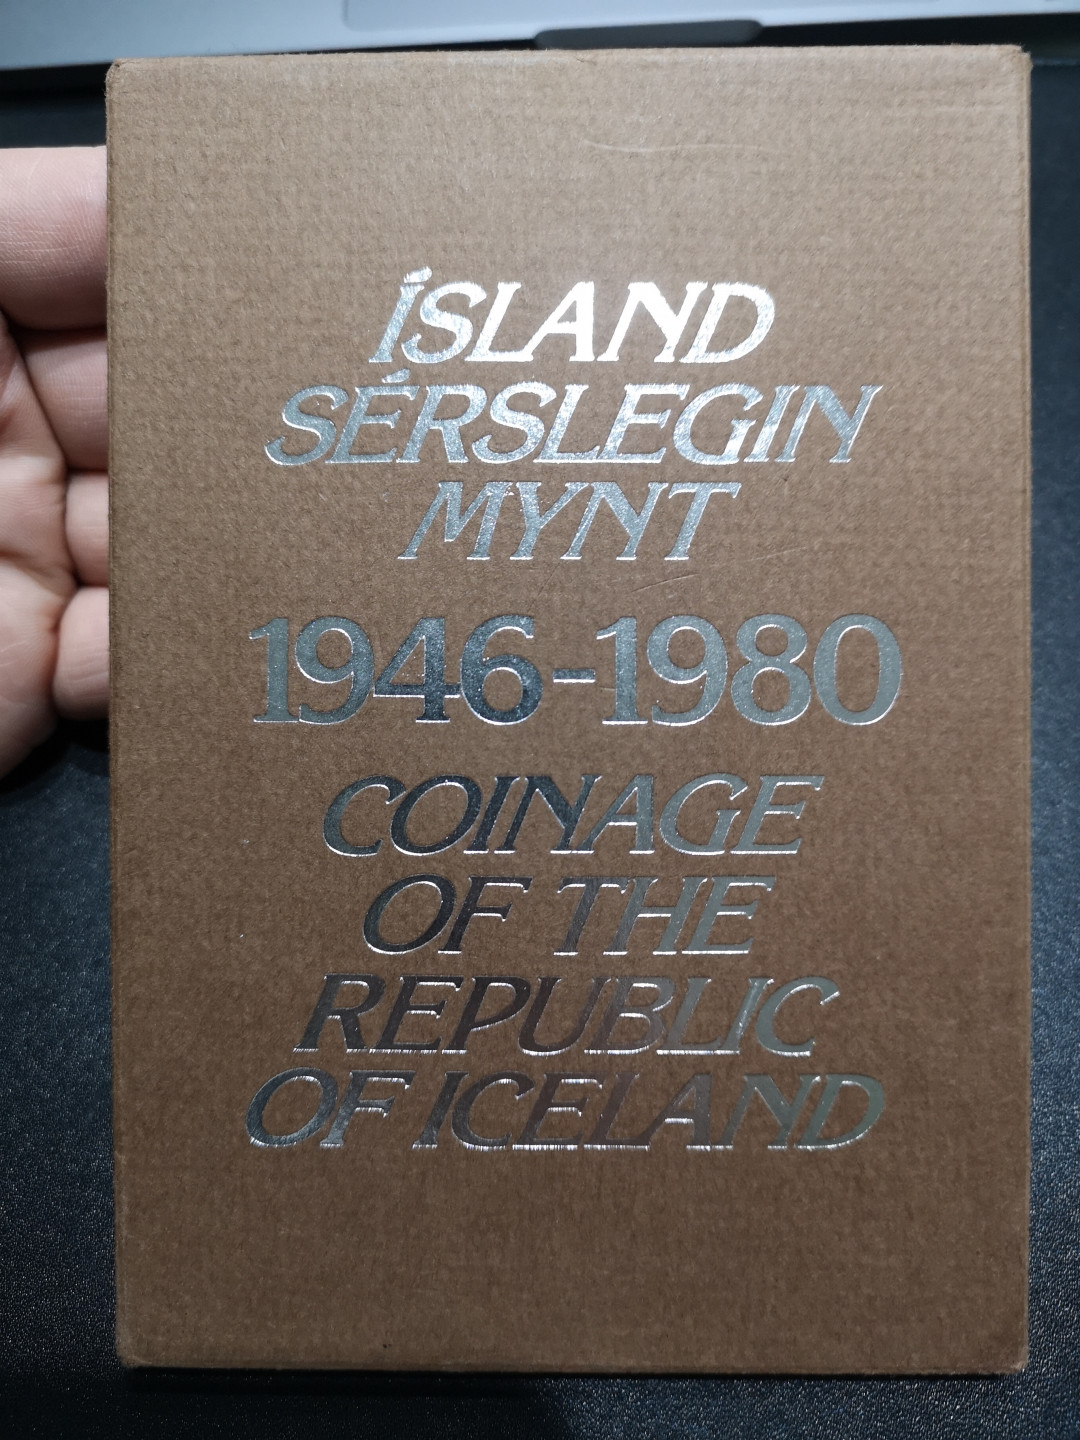 ÍSLAND
SÉRSLEGIN
MYNT
1946-1980
COINAGE
OF THE
REPUBLIC
OF ICELAND